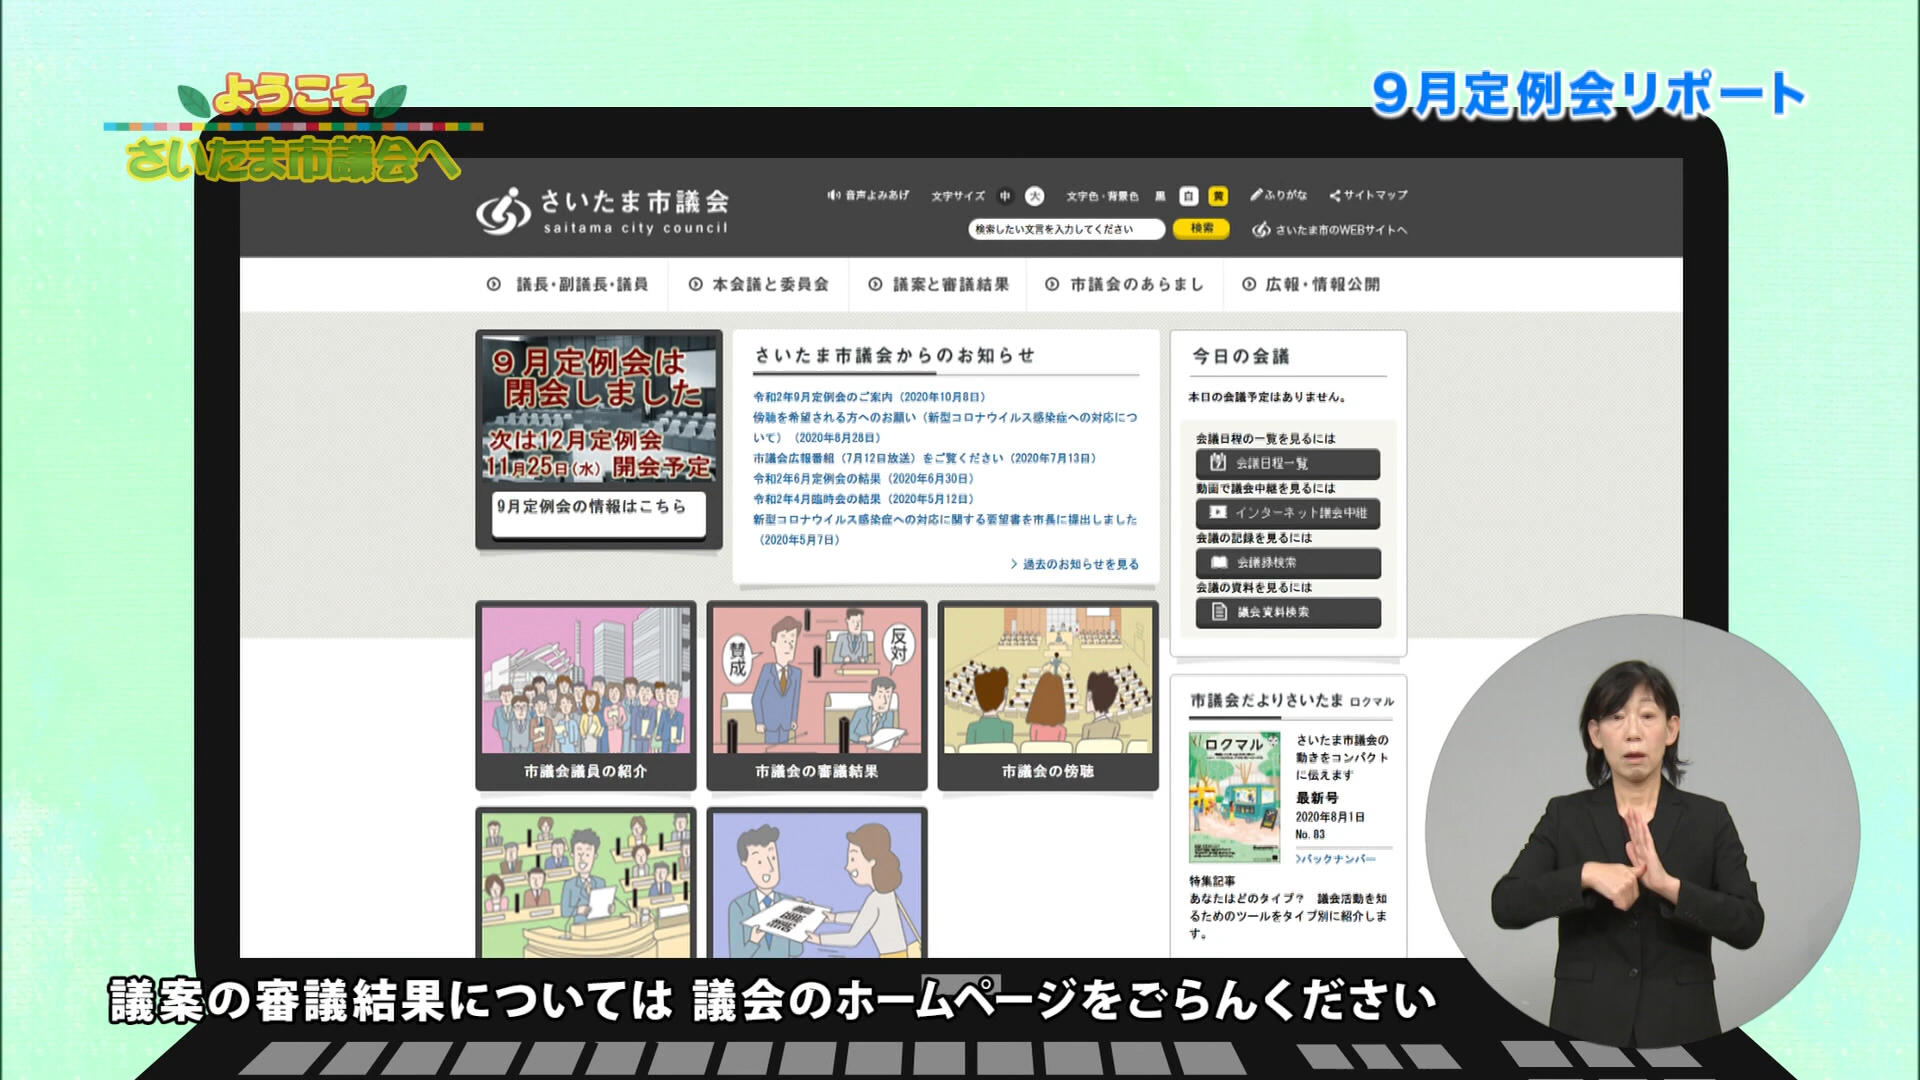 ようこそ
さいたま市議会へ
9月定例会リポート
さいたま市議会
saitama city council
音声よみあげ 文字サイズ 中 大 文字色・背景色 黒 白 黄 ふりがな サイトマップ
検索したい文言を入力してください 検索 さいたま市のWEBサイトへ
議長・副議長・議員 本会議と委員会 議案と審議結果 市議会のあらまし 広報・情報公開
9月定例会は
閉会しました
次は12月定例会
11月25日(水) 開会予定
9月定例会の情報はこちら
さいたま市議会からのお知らせ
令和2年9月定例会のご案内（2020年10月8日）
傍聴を希望される方へのお願い（新型コロナウイルス感染症への対応につ
いて）（2020年8月28日）
市議会広報番組（7月12日放送）をご覧ください（2020年7月13日）
令和2年6月定例会の結果（2020年6月30日）
令和2年4月臨時会の結果（2020年5月12日）
新型コロナウイルス感染症への対応に関する要望書を市長に提出しました
（2020年5月7日）
過去のお知らせを見る
今日の会議
本日の会議予定はありません。
会議日程の一覧を見るには
会議日程一覧
動画で議会中継を見るには
インターネット議会中継
会議の記録を見るには
会議録検索
会議の資料を見るには
議会資料検索
市議会議員の紹介
賛成
反対
市議会の審議結果
市議会の傍聴
市議会だよりさいたま ロクマル
ロクマル
さいたま市議会の
動きをコンパクト
に伝えます
最新号
2020年8月1日
No. 83
バックナンバー
特集記事
あなたはどのタイプ？ 議会活動を知
るためのツールをタイプ別に紹介しま
す。
議案の審議結果については 議会のホームページをごらんください